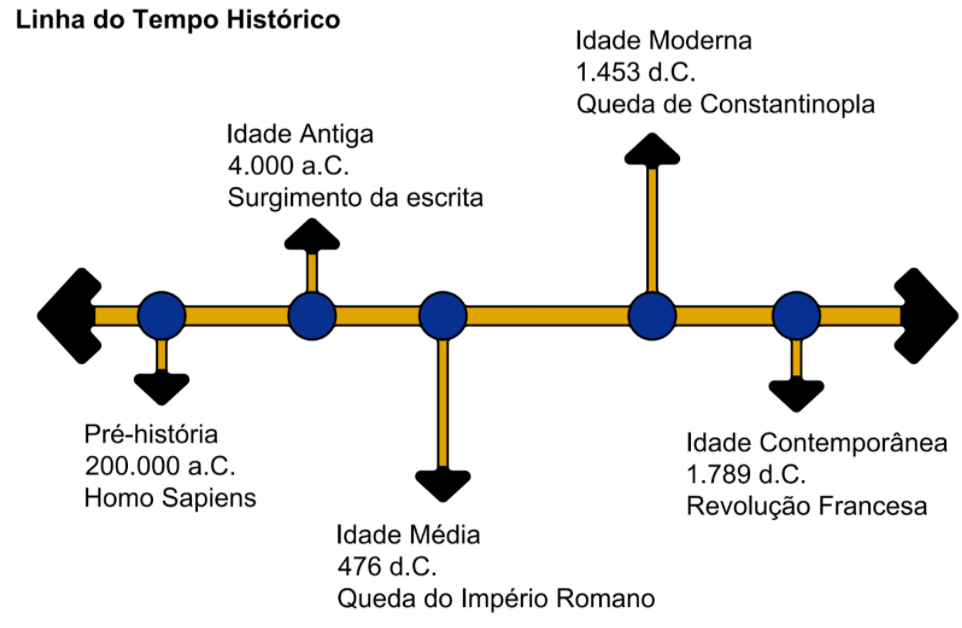 Linha do Tempo Histórico
Idade Moderna
1.453 d.C.
Queda de Constantinopla
Idade Antiga
4.000 a.C.
Surgimento da escrita
Pré-história
200.000 a.C.
Homo Sapiens
Idade Contemporânea
1.789 d.C.
Revolução Francesa
Idade Média
476 d.C.
Queda do Império Romano